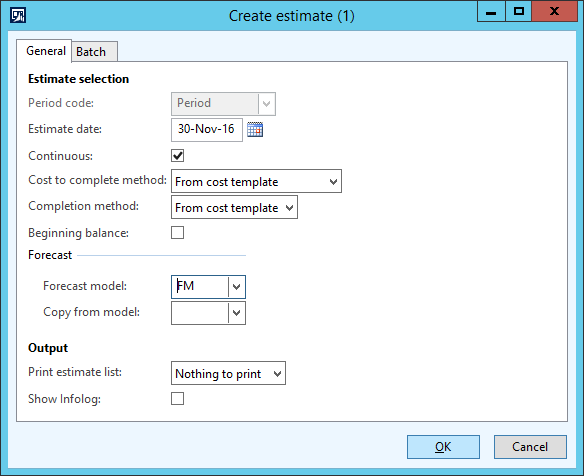 Create estimate (1)
General Batch
Estimate selection
Period code: Period
Estimate date: 30-Nov-16
Continuous:
Cost to complete method: From cost template
Completion method: From cost template
Beginning balance:
Forecast
Forecast model: FM
Copy from model:
Output
Print estimate list: Nothing to print
Show Infolog:
OK Cancel